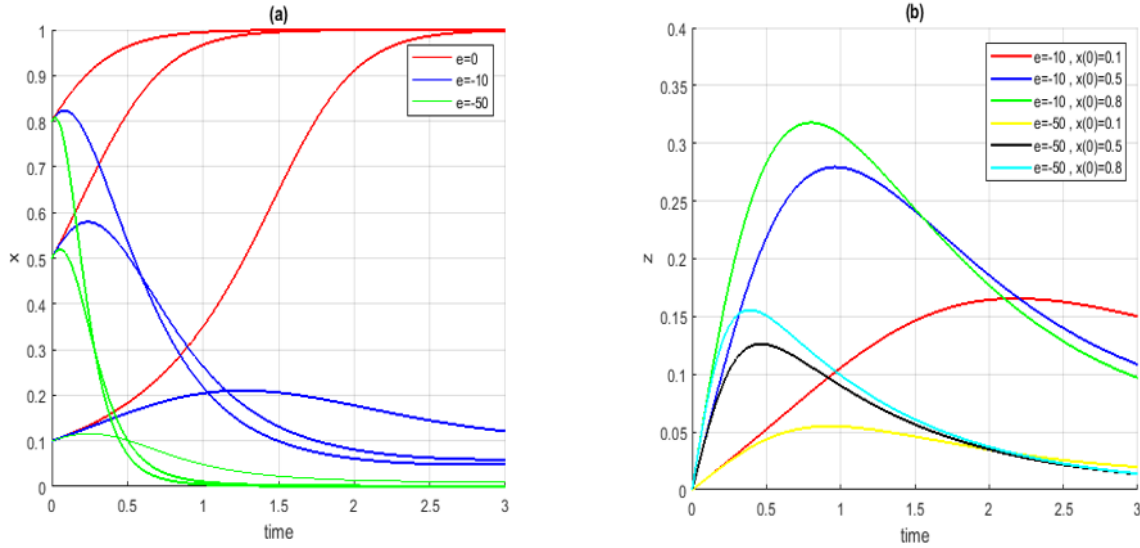 (a)
1
0.9
0.8
0.7
0.6
0.5
0.4
0.3
0.2
0.1
0
x
0 0.5 1 1.5 2 2.5 3
time
e=0
e=-10
e=-50
(b)
0.4
0.35
0.3
0.25
0.2
0.15
0.1
0.05
0
z
0 0.5 1 1.5 2 2.5 3
time
e=-10 , x(0)=0.1
e=-10 , x(0)=0.5
e=-10 , x(0)=0.8
e=-50 , x(0)=0.1
e=-50 , x(0)=0.5
e=-50 , x(0)=0.8